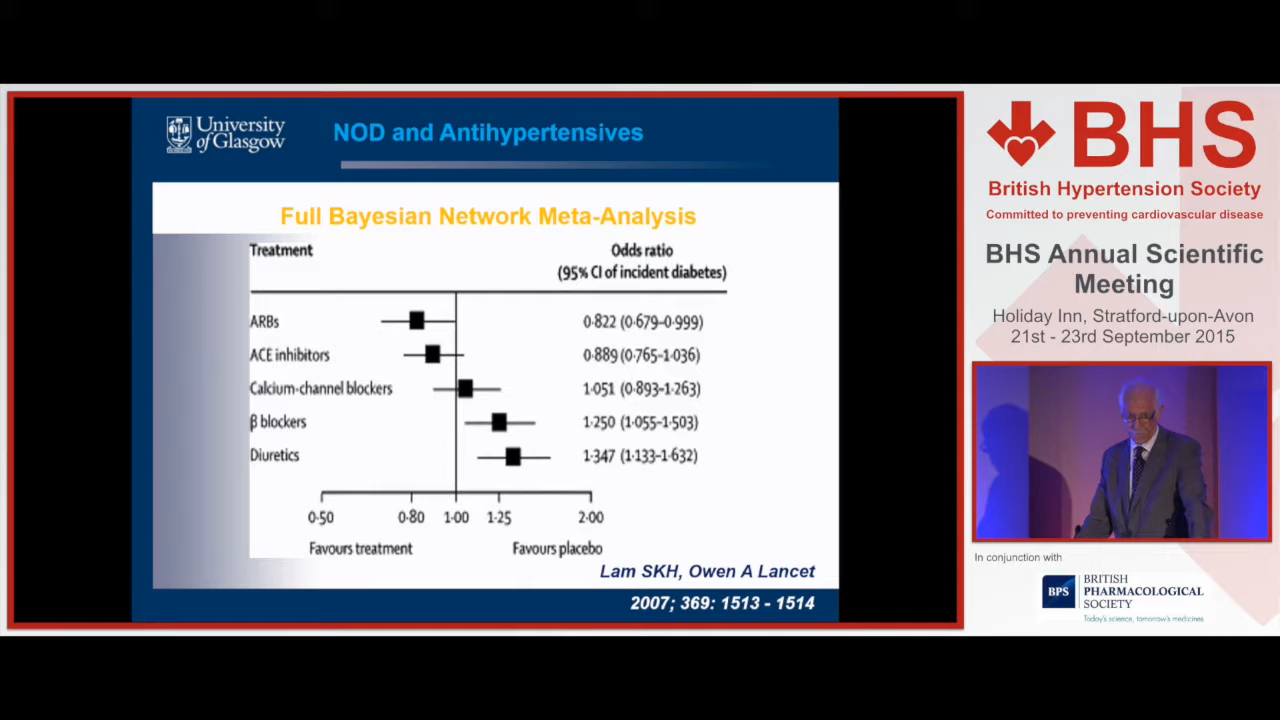 University
of Glasgow
NOD and Antihypertensives
Full Bayesian Network Meta-Analysis
Treatment
Odds ratio
(95% CI of incident diabetes)
ARBs
0·822 (0·679–0·999)
ACE inhibitors
0·889 (0·765–1·036)
Calcium-channel blockers
1·051 (0·893–1·263)
β blockers
1·250 (1·055–1·503)
Diuretics
1·347 (1·133–1·632)
0·50 0·80 1·00 1·25 2·00
Favours treatment Favours placebo
Lam SKH, Owen A Lancet
2007; 369: 1513 - 1514
BHS
British Hypertension Society
Committed to preventing cardiovascular disease
BHS Annual Scientific
Meeting
Holiday Inn, Stratford-upon-Avon
21st - 23rd September 2015
In conjunction with
BPS
BRITISH
PHARMACOLOGICAL
SOCIETY
Today's science, tomorrow's medicines